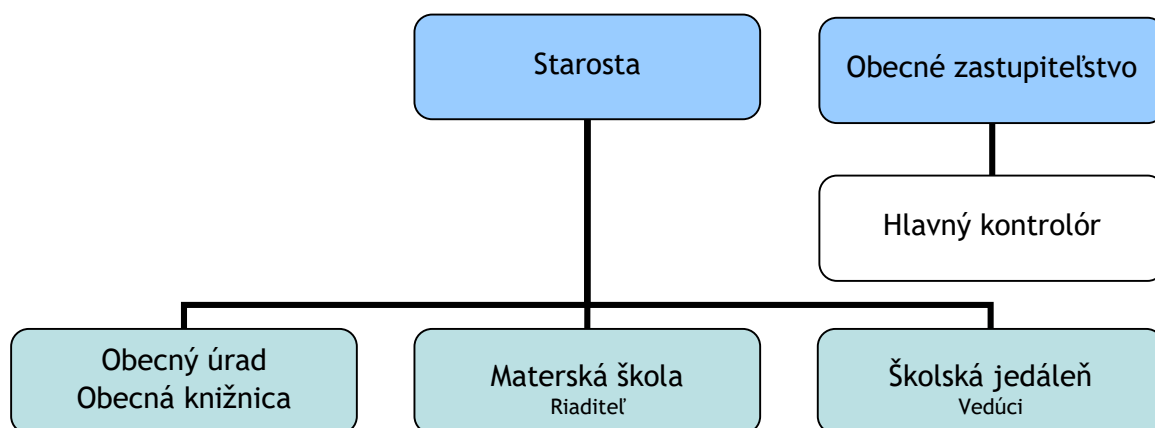 Starosta
Obecné zastupiteľstvo
Hlavný kontrolór
Obecný úrad
Obecná knižnica
Materská škola
Riaditeľ
Školská jedáleň
Vedúci